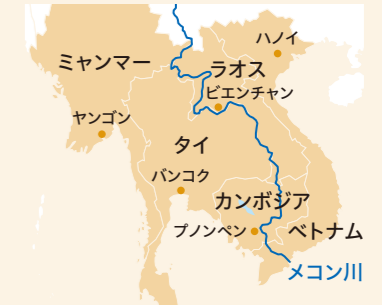 ハノイ
ミャンマー
ラオス
ビエンチャン
ヤンゴン
タイ
バンコク
カンボジア
プノンペン
ベトナム
メコン川